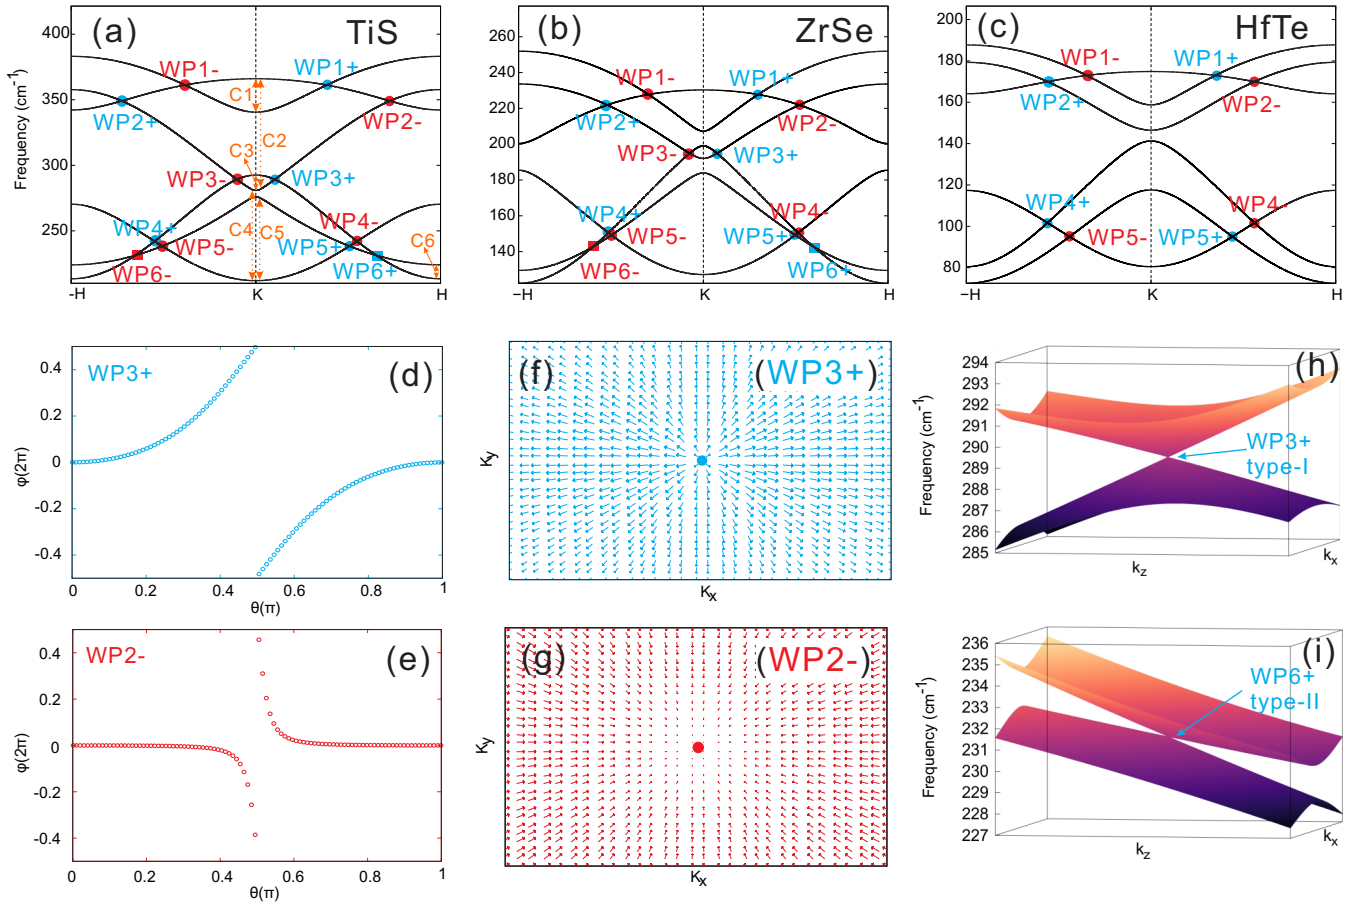 (a) TiS
Frequency (cm-1)
400
350
300
250
WP1- WP1+
WP2+ WP2-
WP3- WP3+
WP4+ WP4-
WP5- WP5+
WP6- WP6+
C1
C2
C3
C4 C5
C6
-H K H
(b) ZrSe
260
240
220
200
180
160
140
WP1- WP1+
WP2+ WP2-
WP3- WP3+
WP4+ WP4-
WP5- WP5+
WP6- WP6+
−H K H
(c) HfTe
200
180
160
140
120
100
80
WP1- WP1+
WP2+ WP2-
WP4+ WP4-
WP5- WP5+
−H K H
WP3+ (d)
φ(2π)
0.4
0.2
0
-0.2
-0.4
0 0.2 0.4 0.6 0.8 1
θ(π)
(f) (WP3+)
Ky
Kx
(h)
Frequency (cm-1)
294
293
292
291
290
289
288
287
286
285
WP3+
type-I
kz
kx
WP2- (e)
φ(2π)
0.4
0.2
0
-0.2
-0.4
0 0.2 0.4 0.6 0.8 1
θ(π)
(g) (WP2-)
Ky
Kx
(i)
Frequency (cm-1)
236
235
234
233
232
231
230
229
228
227
WP6+
type-II
kz
kx